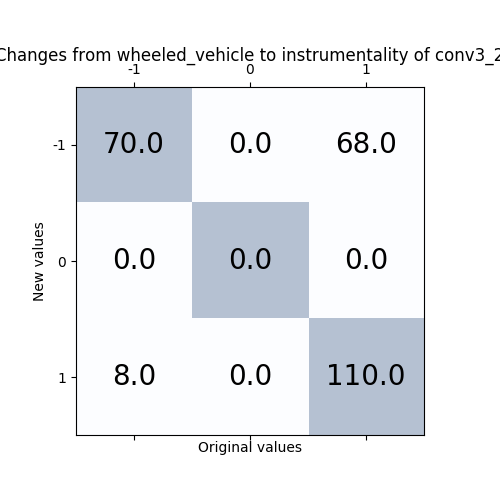 Changes from wheeled_vehicle to instrumentality of conv3_2
-1 0 1
-1 70.0 0.0 68.0
0 0.0 0.0 0.0
1 8.0 0.0 110.0
New values
Original values